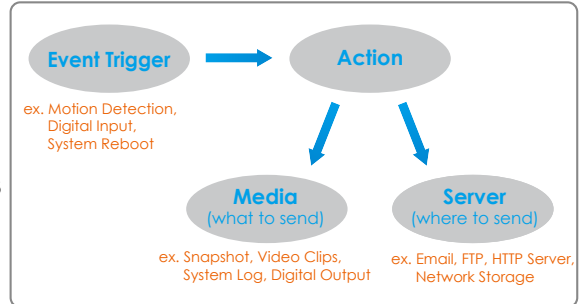 Event Trigger
Action
ex. Motion Detection,
Digital Input,
System Reboot
Media
(what to send)
Server
(where to send)
ex. Snapshot, Video Clips,
System Log, Digital Output
ex. Email, FTP, HTTP Server,
Network Storage